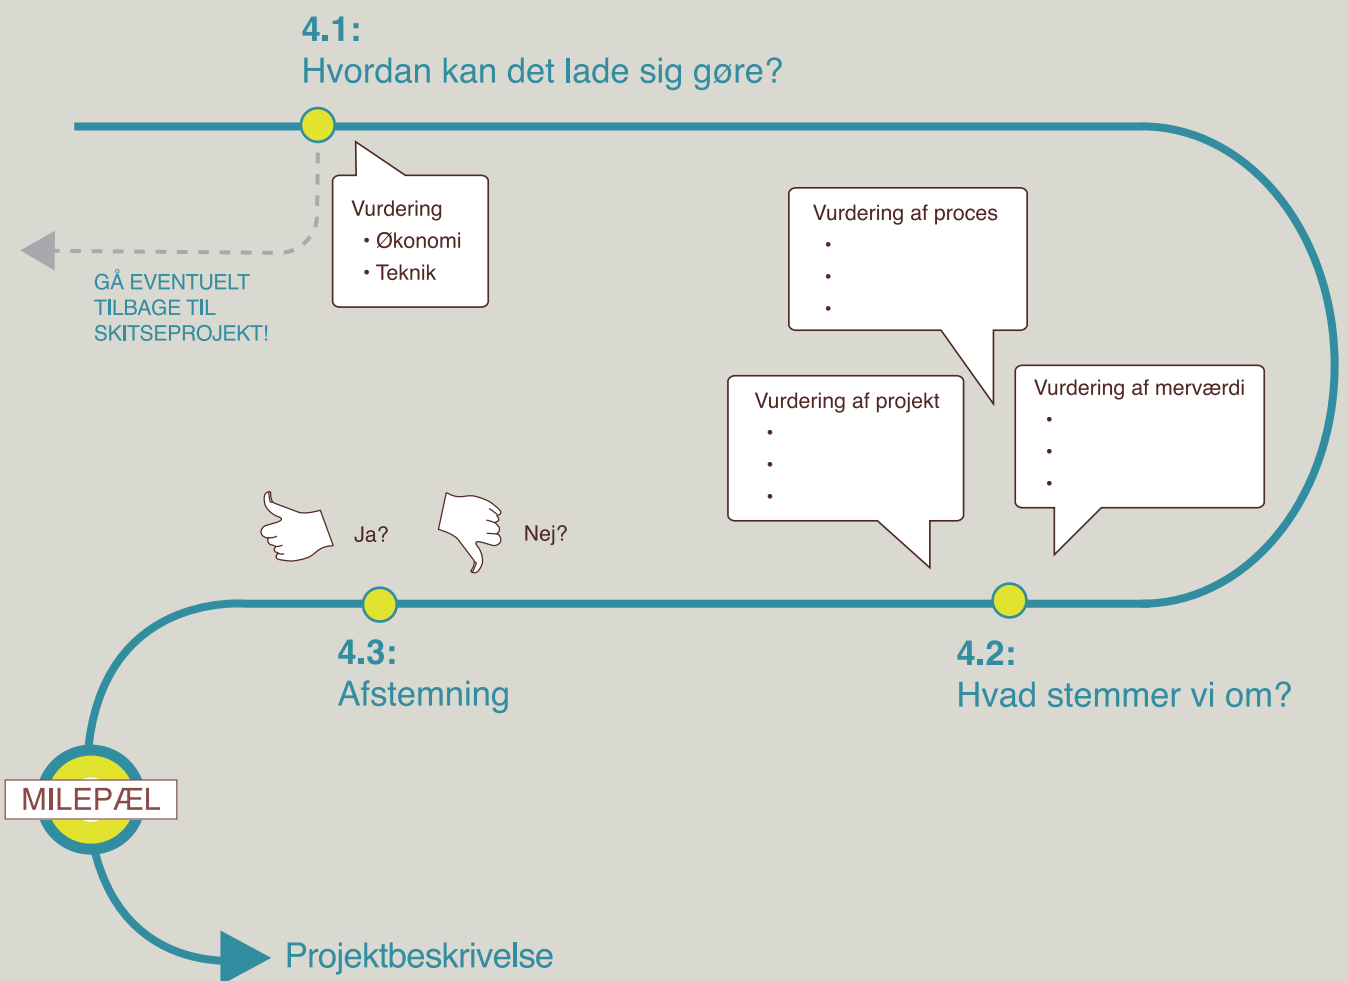 4.1:
Hvordan kan det lade sig gøre?
Vurdering
• Økonomi
• Teknik
GÅ EVENTUELT
TILBAGE TIL
SKITSEPROJEKT!
Vurdering af proces
•
•
•
Vurdering af projekt
•
•
•
Vurdering af merværdi
•
•
•
4.2:
Hvad stemmer vi om?
Ja?
Nej?
4.3:
Afstemning
MILEPÆL
Projektbeskrivelse